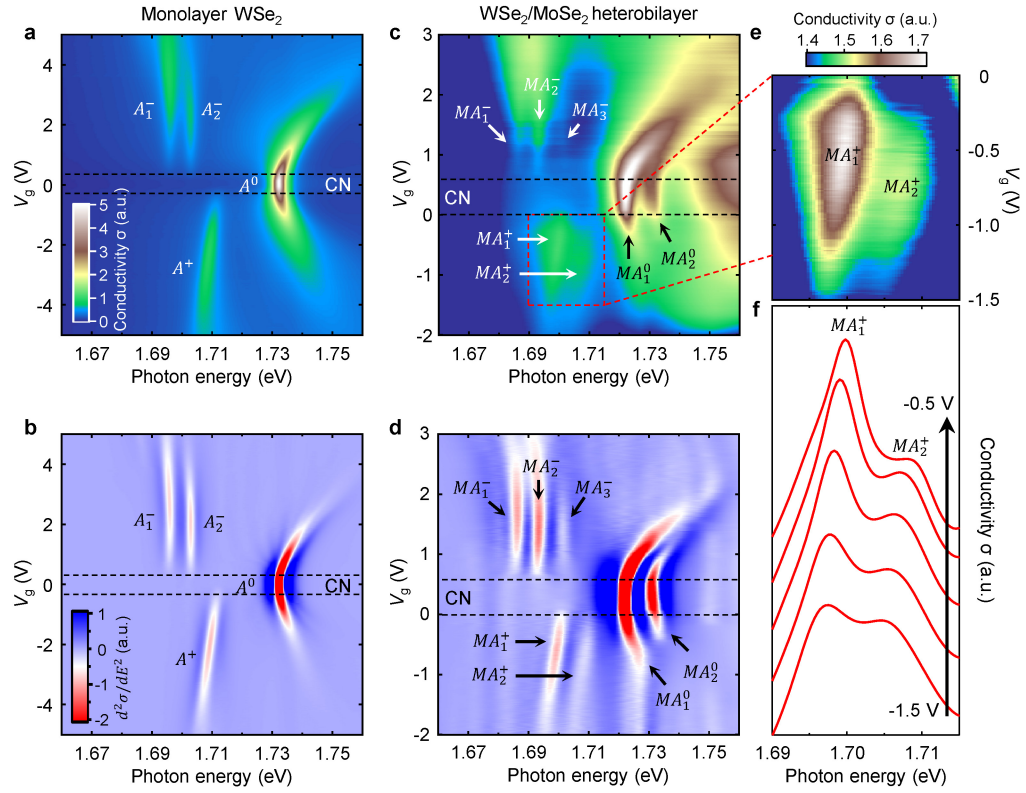 Monolayer WSe₂
WSe₂/MoSe₂ heterobilayer
a
A₁⁻
A₂⁻
A⁰
CN
A⁺
V_g (V)
4
2
0
-2
-4
5
4
3
2
1
0
Conductivity σ (a.u.)
1.67 1.69 1.71 1.73 1.75
Photon energy (eV)
b
A₁⁻
A₂⁻
A⁰
CN
A⁺
V_g (V)
4
2
0
-2
-4
1
0
-1
-2
d²σ/dE² (a.u.)
1.67 1.69 1.71 1.73 1.75
Photon energy (eV)
c
MA₁⁻
MA₂⁻
MA₃⁻
CN
MA₁⁺
MA₂⁺
MA₁⁰
MA₂⁰
V_g (V)
3
2
1
0
-1
-2
1.67 1.69 1.71 1.73 1.75
Photon energy (eV)
d
MA₁⁻
MA₂⁻
MA₃⁻
CN
MA₁⁺
MA₂⁺
MA₂⁰
MA₁⁰
V_g (V)
3
2
1
0
-1
-2
1.67 1.69 1.71 1.73 1.75
Photon energy (eV)
e
Conductivity σ (a.u.)
1.4 1.5 1.6 1.7
MA₁⁺
MA₂⁺
0
-0.5
-1.0
-1.5
V_g (V)
f
MA₁⁺
-0.5 V
MA₂⁺
-1.5 V
Conductivity σ (a.u.)
1.69 1.70 1.71
Photon energy (eV)